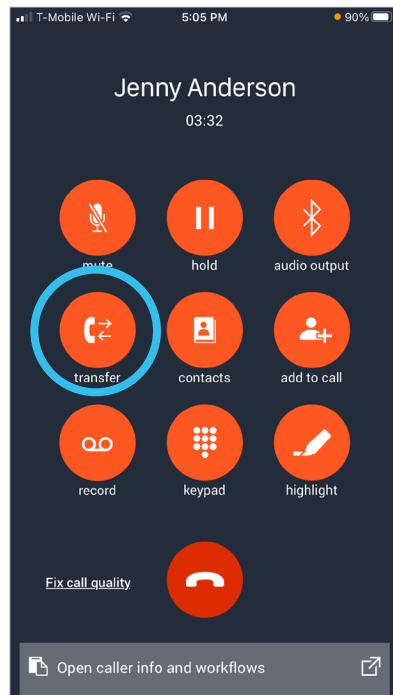 T-Mobile Wi-Fi 5:05 PM 90%
Jenny Anderson
03:32
mute hold audio output
transfer contacts add to call
record keypad highlight
Fix call quality
Open caller info and workflows